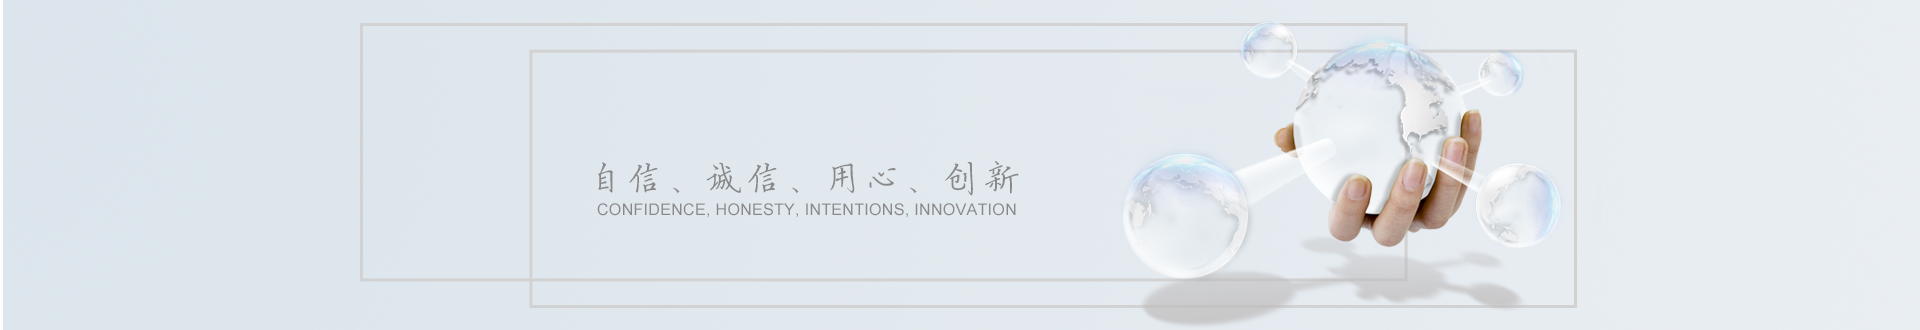 自信、诚信、用心、创新
CONFIDENCE, HONESTY, INTENTIONS, INNOVATION